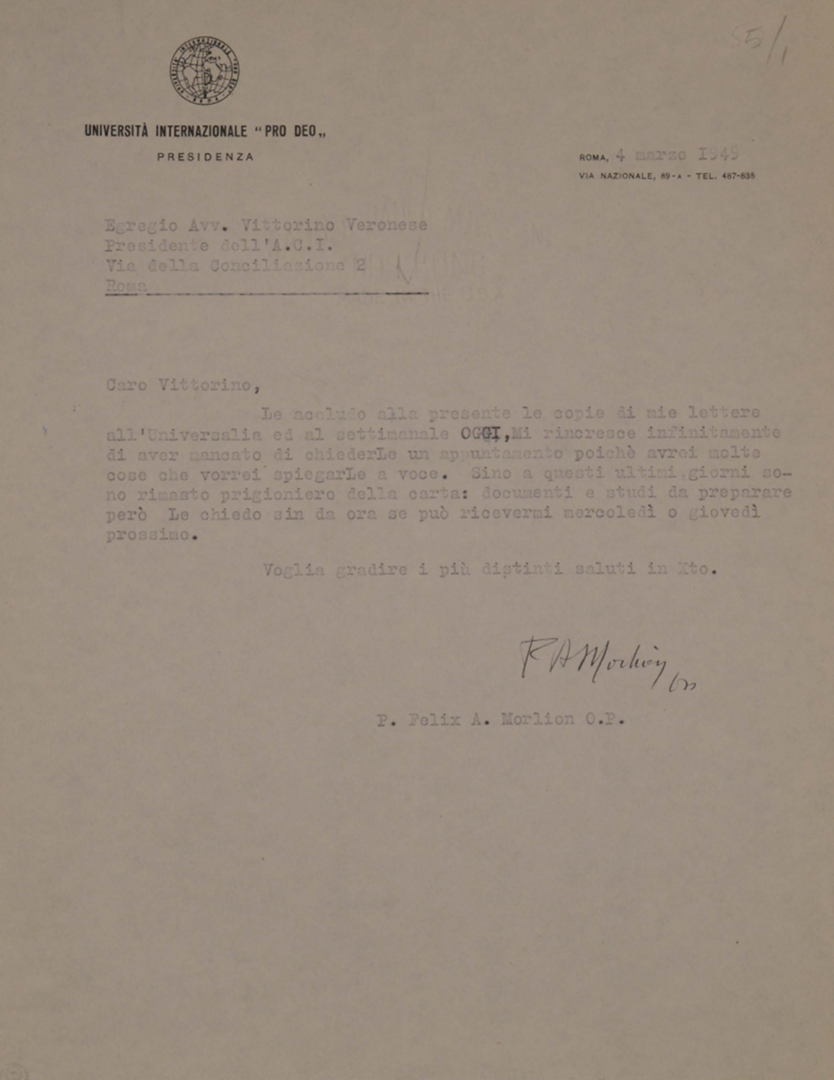 5/1
UNIVERSITÀ INTERNAZIONALE "PRO DEO„
PRESIDENZA
ROMA, 4 marzo 1949
VIA NAZIONALE, 89-A - TEL. 487-635
Egregio Avv. Vittorino Veronese
Presidente dell'A.C.I.
Via della Conciliazione 2
Roma
Caro Vittorino,
Le accludo alla presente le copie di mie lettere
all'Universalia ed al settimanale OGGI,Mi rincresce infinitamente
di aver mancato di chiederLe un appuntamento poichè avrei molte
cose che vorrei spiegarLe a voce. Sino a questi ultimi giorni so-
no rimasto prigioniero della carta: documenti e studi da preparare
però Le chiedo sin da ora se può ricevermi mercoledì o giovedì
prossimo.
Voglia gradire i più distinti saluti in Xto.
F A Morlion
P. Felix A. Morlion O.P.